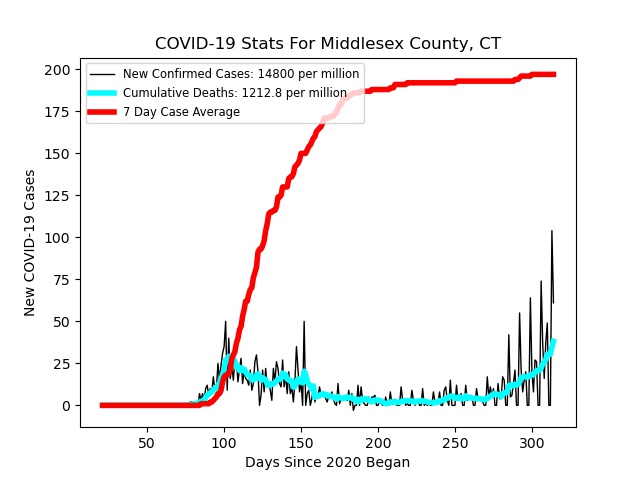 COVID-19 Stats For Middlesex County, CT
New Confirmed Cases: 14800 per million
Cumulative Deaths: 1212.8 per million
7 Day Case Average
200
175
150
125
100
75
50
25
0
New COVID-19 Cases
50 100 150 200 250 300
Days Since 2020 Began